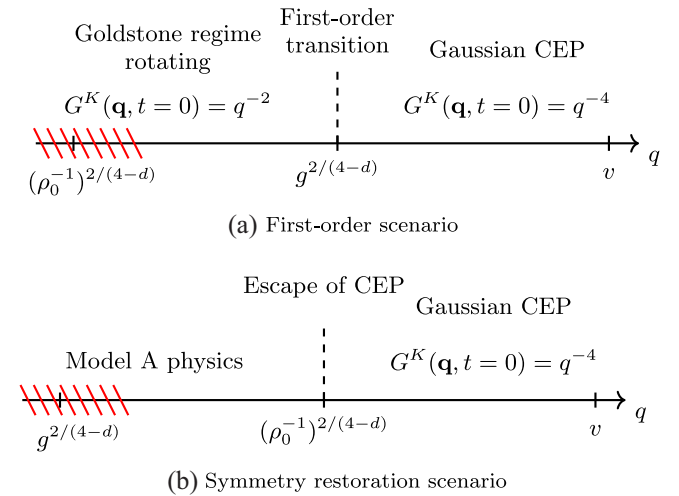 Goldstone regime
rotating
First-order
transition
Gaussian CEP
G^K(q, t = 0) = q^{-2}
G^K(q, t = 0) = q^{-4}
(ρ_0^{-1})^{2/(4-d)}
g^{2/(4-d)}
v
q
(a) First-order scenario
Escape of CEP
Gaussian CEP
Model A physics
G^K(q, t = 0) = q^{-4}
g^{2/(4-d)}
(ρ_0^{-1})^{2/(4-d)}
v
q
(b) Symmetry restoration scenario